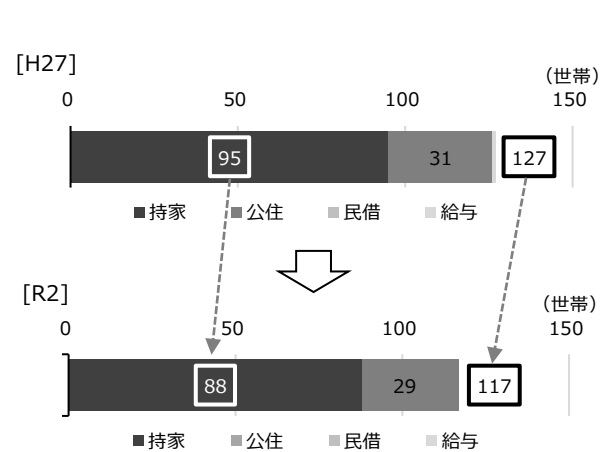 [H27]
（世帯）
0 50 100 150
95 31 127
■持家 ■公住 ■民借 ■給与
[R2]
（世帯）
0 50 100 150
88 29 117
■持家 ■公住 ■民借 ■給与